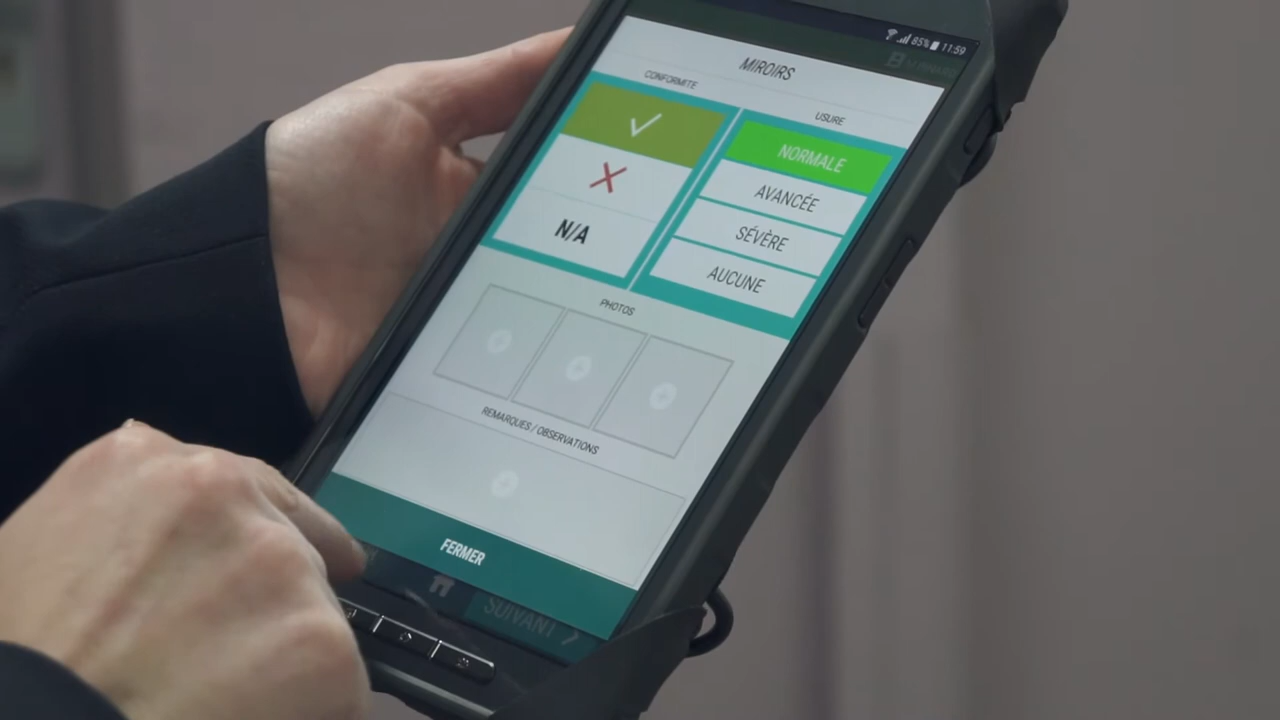 85% 11:59
MIROIRS
CONFORMITE
USURE
NORMALE
N/A
AVANCÉE
SÉVÈRE
AUCUNE
PHOTOS
REMARQUES / OBSERVATIONS
FERMER
SUIVANT